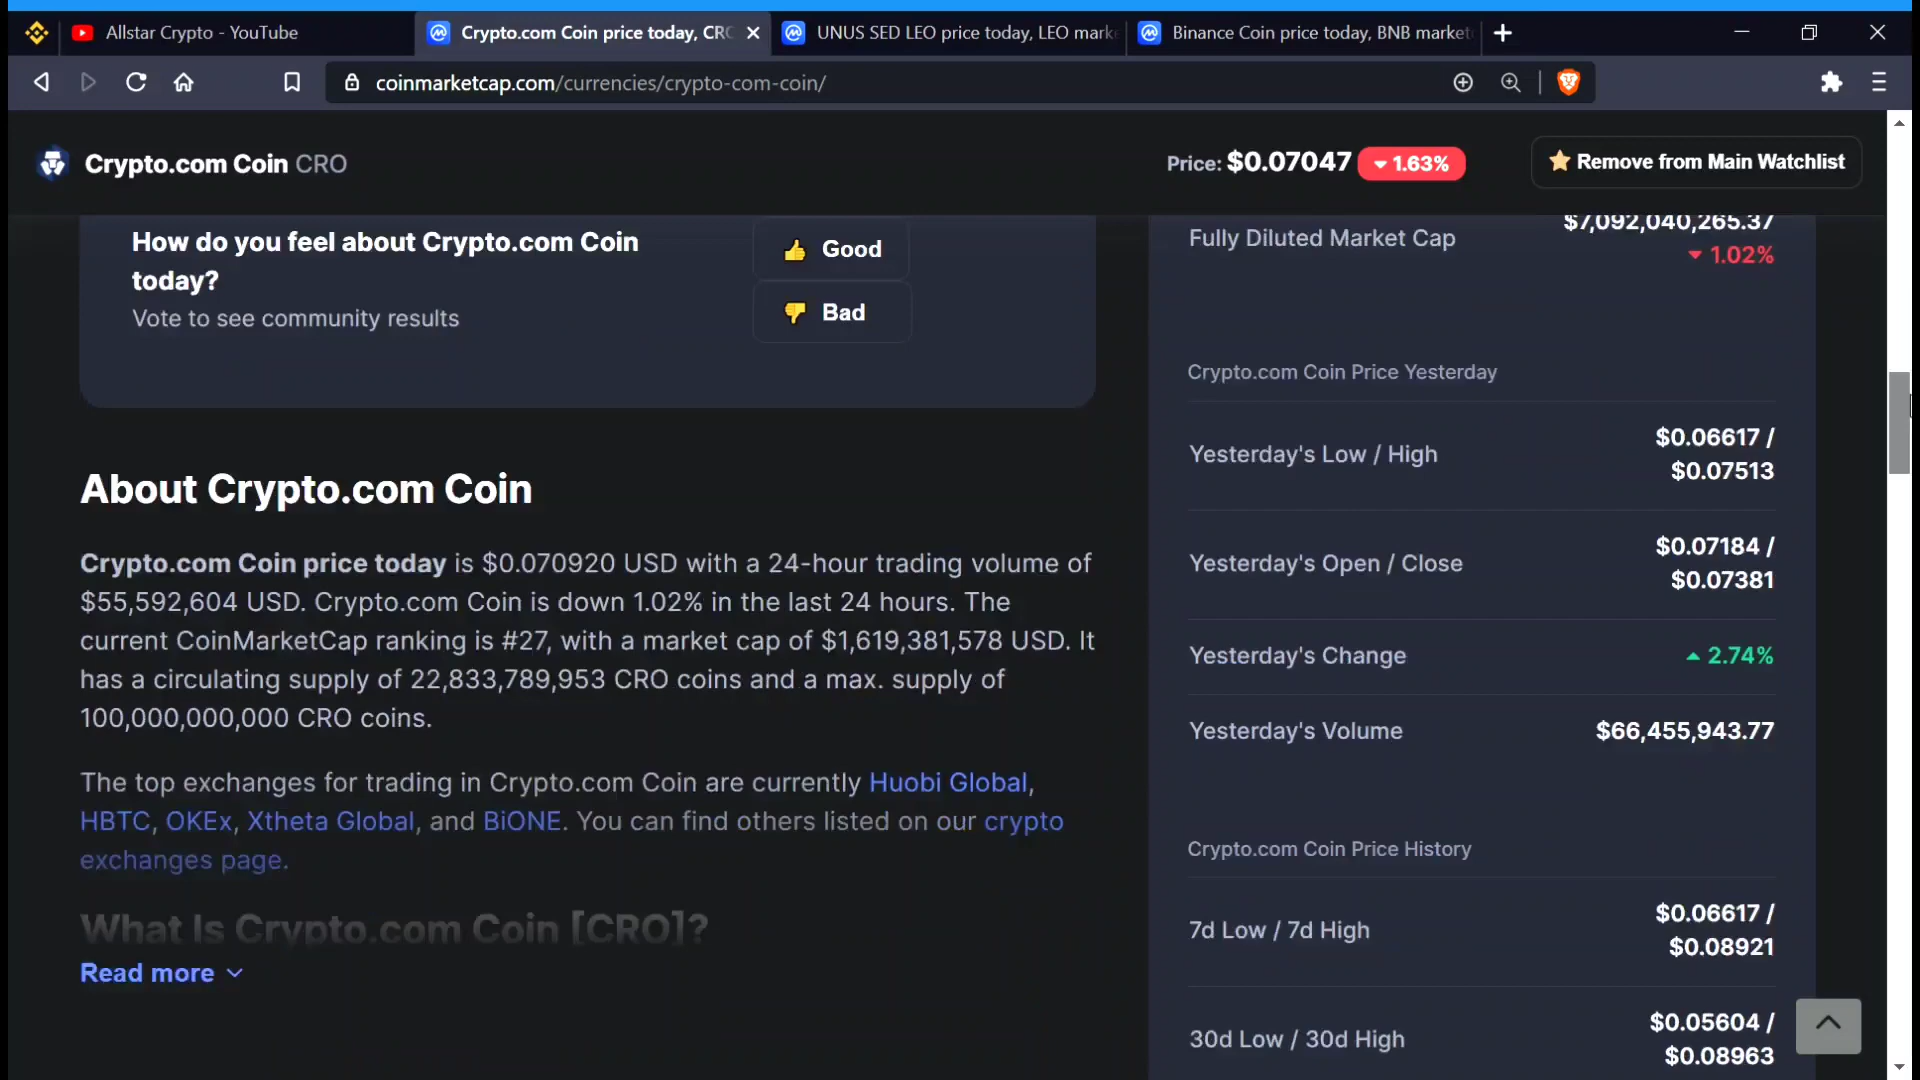 Allstar Crypto - YouTube
Crypto.com Coin price today, CRO
UNUS SED LEO price today, LEO mark
Binance Coin price today, BNB market
coinmarketcap.com/currencies/crypto-com-coin/
Crypto.com Coin CRO
Price: $0.07047 1.63%
Remove from Main Watchlist
How do you feel about Crypto.com Coin
today?
Vote to see community results
Good
Bad
About Crypto.com Coin
Crypto.com Coin price today is $0.070920 USD with a 24-hour trading volume of
$55,592,604 USD. Crypto.com Coin is down 1.02% in the last 24 hours. The
current CoinMarketCap ranking is #27, with a market cap of $1,619,381,578 USD. It
has a circulating supply of 22,833,789,953 CRO coins and a max. supply of
100,000,000,000 CRO coins.
The top exchanges for trading in Crypto.com Coin are currently Huobi Global,
HBTC, OKEx, Xtheta Global, and BiONE. You can find others listed on our crypto
exchanges page.
What Is Crypto.com Coin [CRO]?
Read more
Fully Diluted Market Cap
$7,092,040,265.37
1.02%
Crypto.com Coin Price Yesterday
Yesterday's Low / High
$0.06617 /
$0.07513
Yesterday's Open / Close
$0.07184 /
$0.07381
Yesterday's Change
2.74%
Yesterday's Volume
$66,455,943.77
Crypto.com Coin Price History
7d Low / 7d High
$0.06617 /
$0.08921
30d Low / 30d High
$0.05604 /
$0.08963